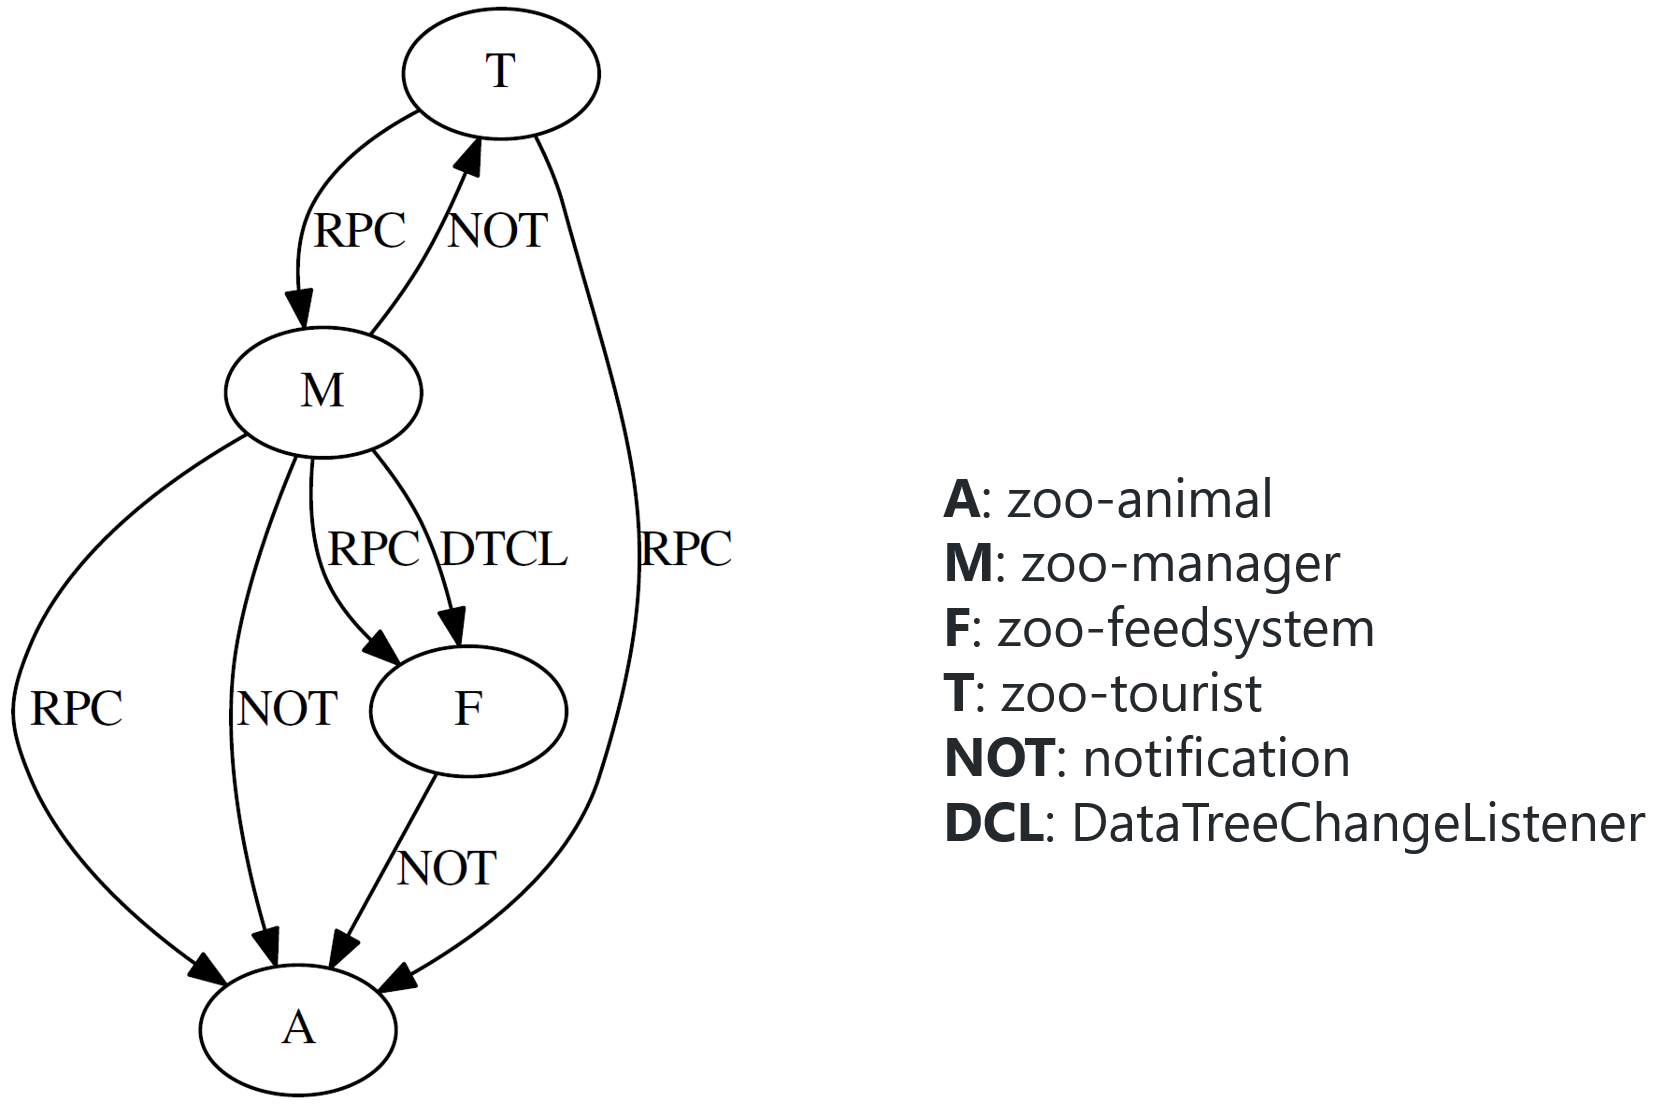 T
RPC
NOT
M
RPC
DTCL
RPC
RPC
NOT
F
NOT
A
A: zoo-animal
M: zoo-manager
F: zoo-feedsystem
T: zoo-tourist
NOT: notification
DCL: DataTreeChangeListener